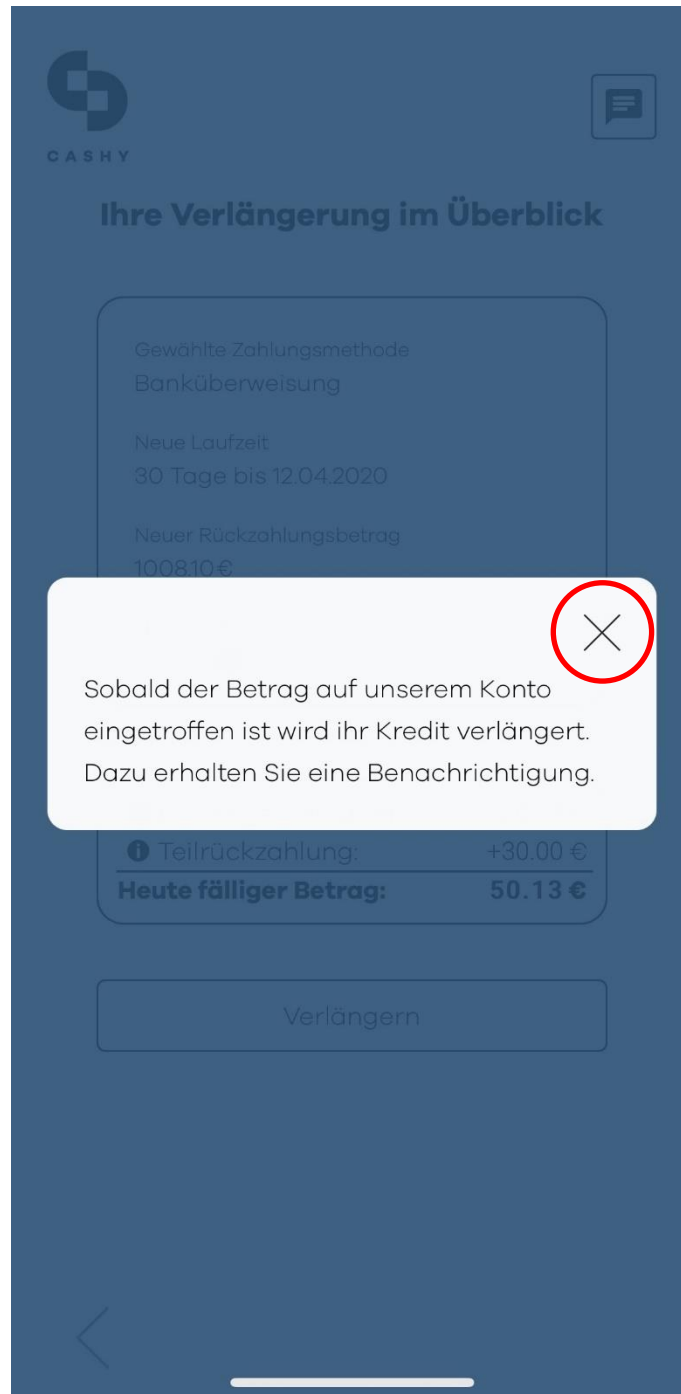 CASHY
Ihre Verlängerung im Überblick
Gewählte Zahlungsmethode
Banküberweisung
Neue Laufzeit
30 Tage bis 12.04.2020
Neuer Rückzahlungsbetrag
1008.10€
Sobald der Betrag auf unserem Konto
eingetroffen ist wird ihr Kredit verlängert.
Dazu erhalten Sie eine Benachrichtigung.
Teilrückzahlung: +30.00 €
Heute fälliger Betrag: 50.13 €
Verlängern